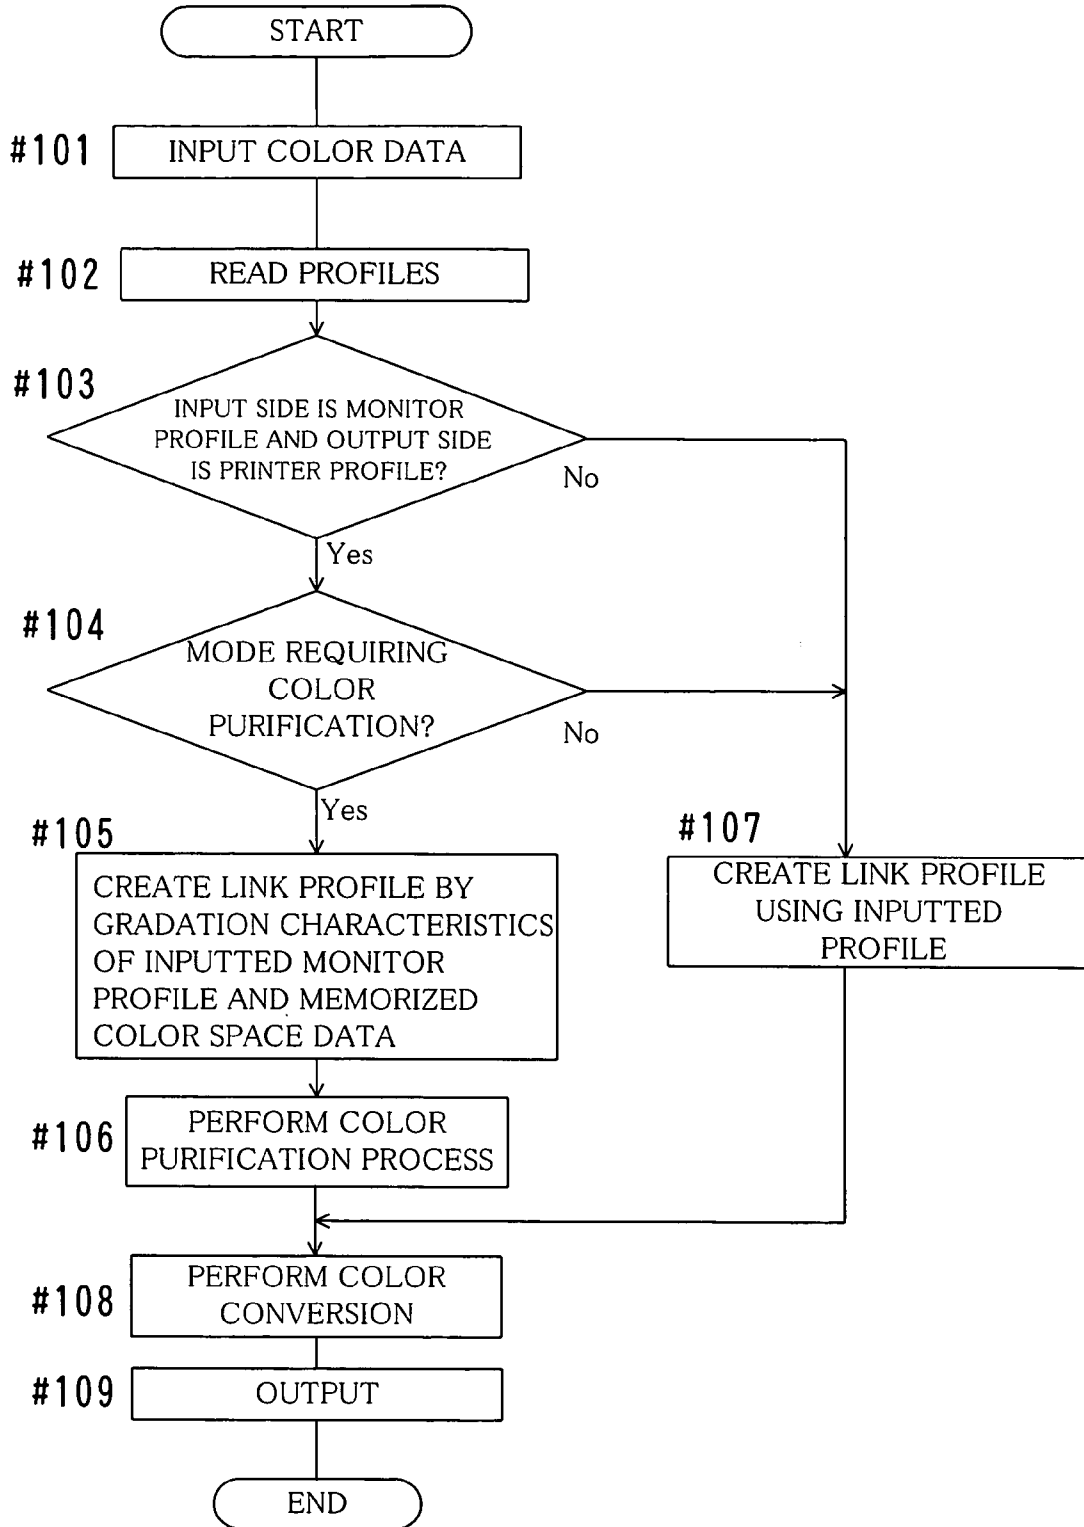 START
#101
INPUT COLOR DATA
#102
READ PROFILES
#103
INPUT SIDE IS MONITOR
PROFILE AND OUTPUT SIDE
IS PRINTER PROFILE?
No
Yes
#104
MODE REQUIRING
COLOR
PURIFICATION?
No
Yes
#105
CREATE LINK PROFILE BY
GRADATION CHARACTERISTICS
OF INPUTTED MONITOR
PROFILE AND MEMORIZED
COLOR SPACE DATA
#107
CREATE LINK PROFILE
USING INPUTTED
PROFILE
#106
PERFORM COLOR
PURIFICATION PROCESS
#108
PERFORM COLOR
CONVERSION
#109
OUTPUT
END